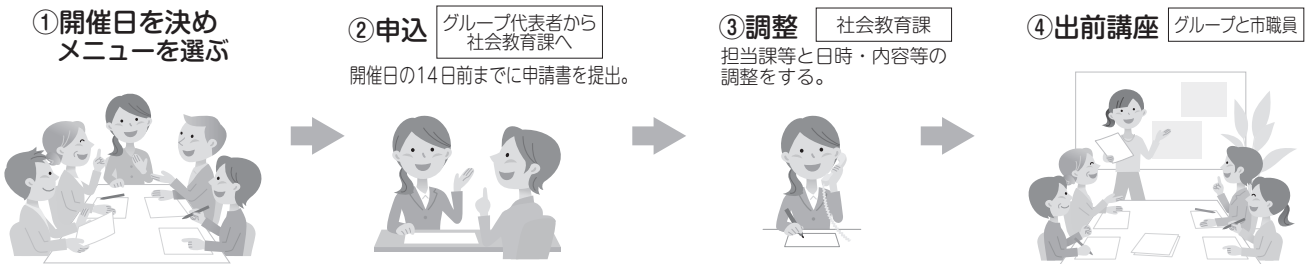 ①開催日を決め
メニューを選ぶ
②申込
グループ代表者から
社会教育課へ
開催日の14日前までに申請書を提出。
③調整
社会教育課
担当課等と日時・内容等の
調整をする。
④出前講座
グループと市職員